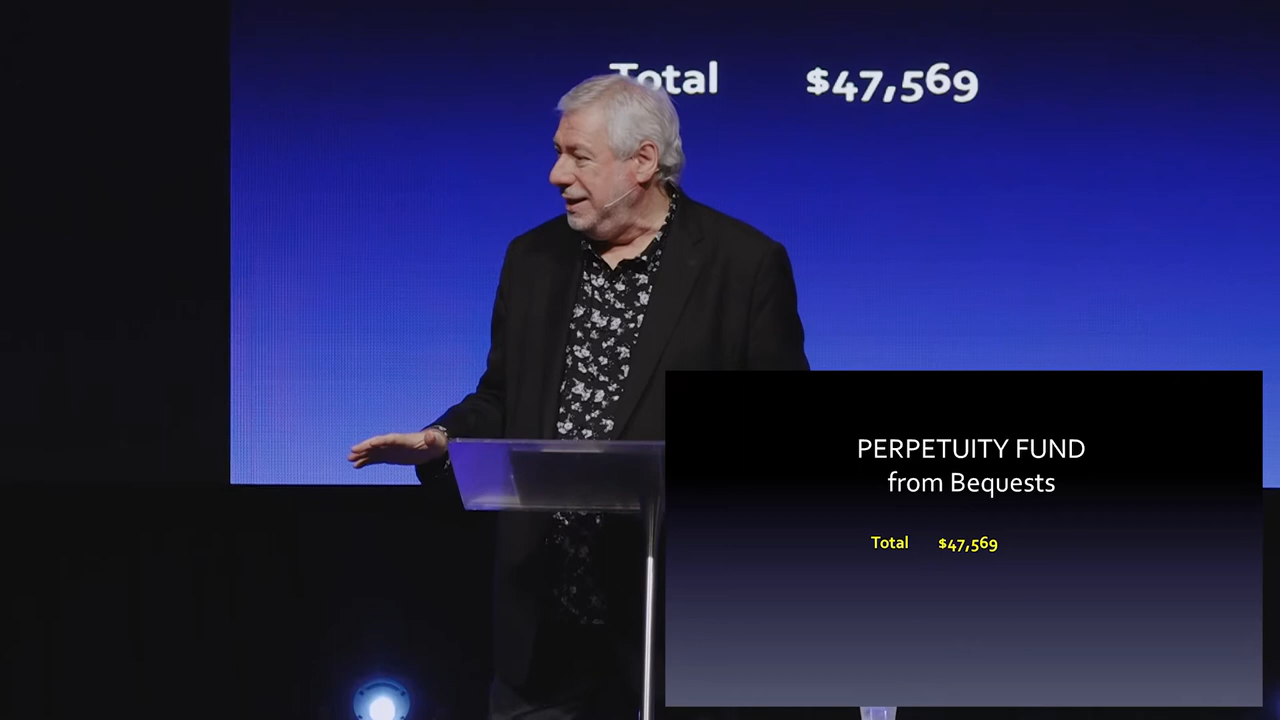 Total $47,569
PERPETUITY FUND
from Bequests
Total $47,569